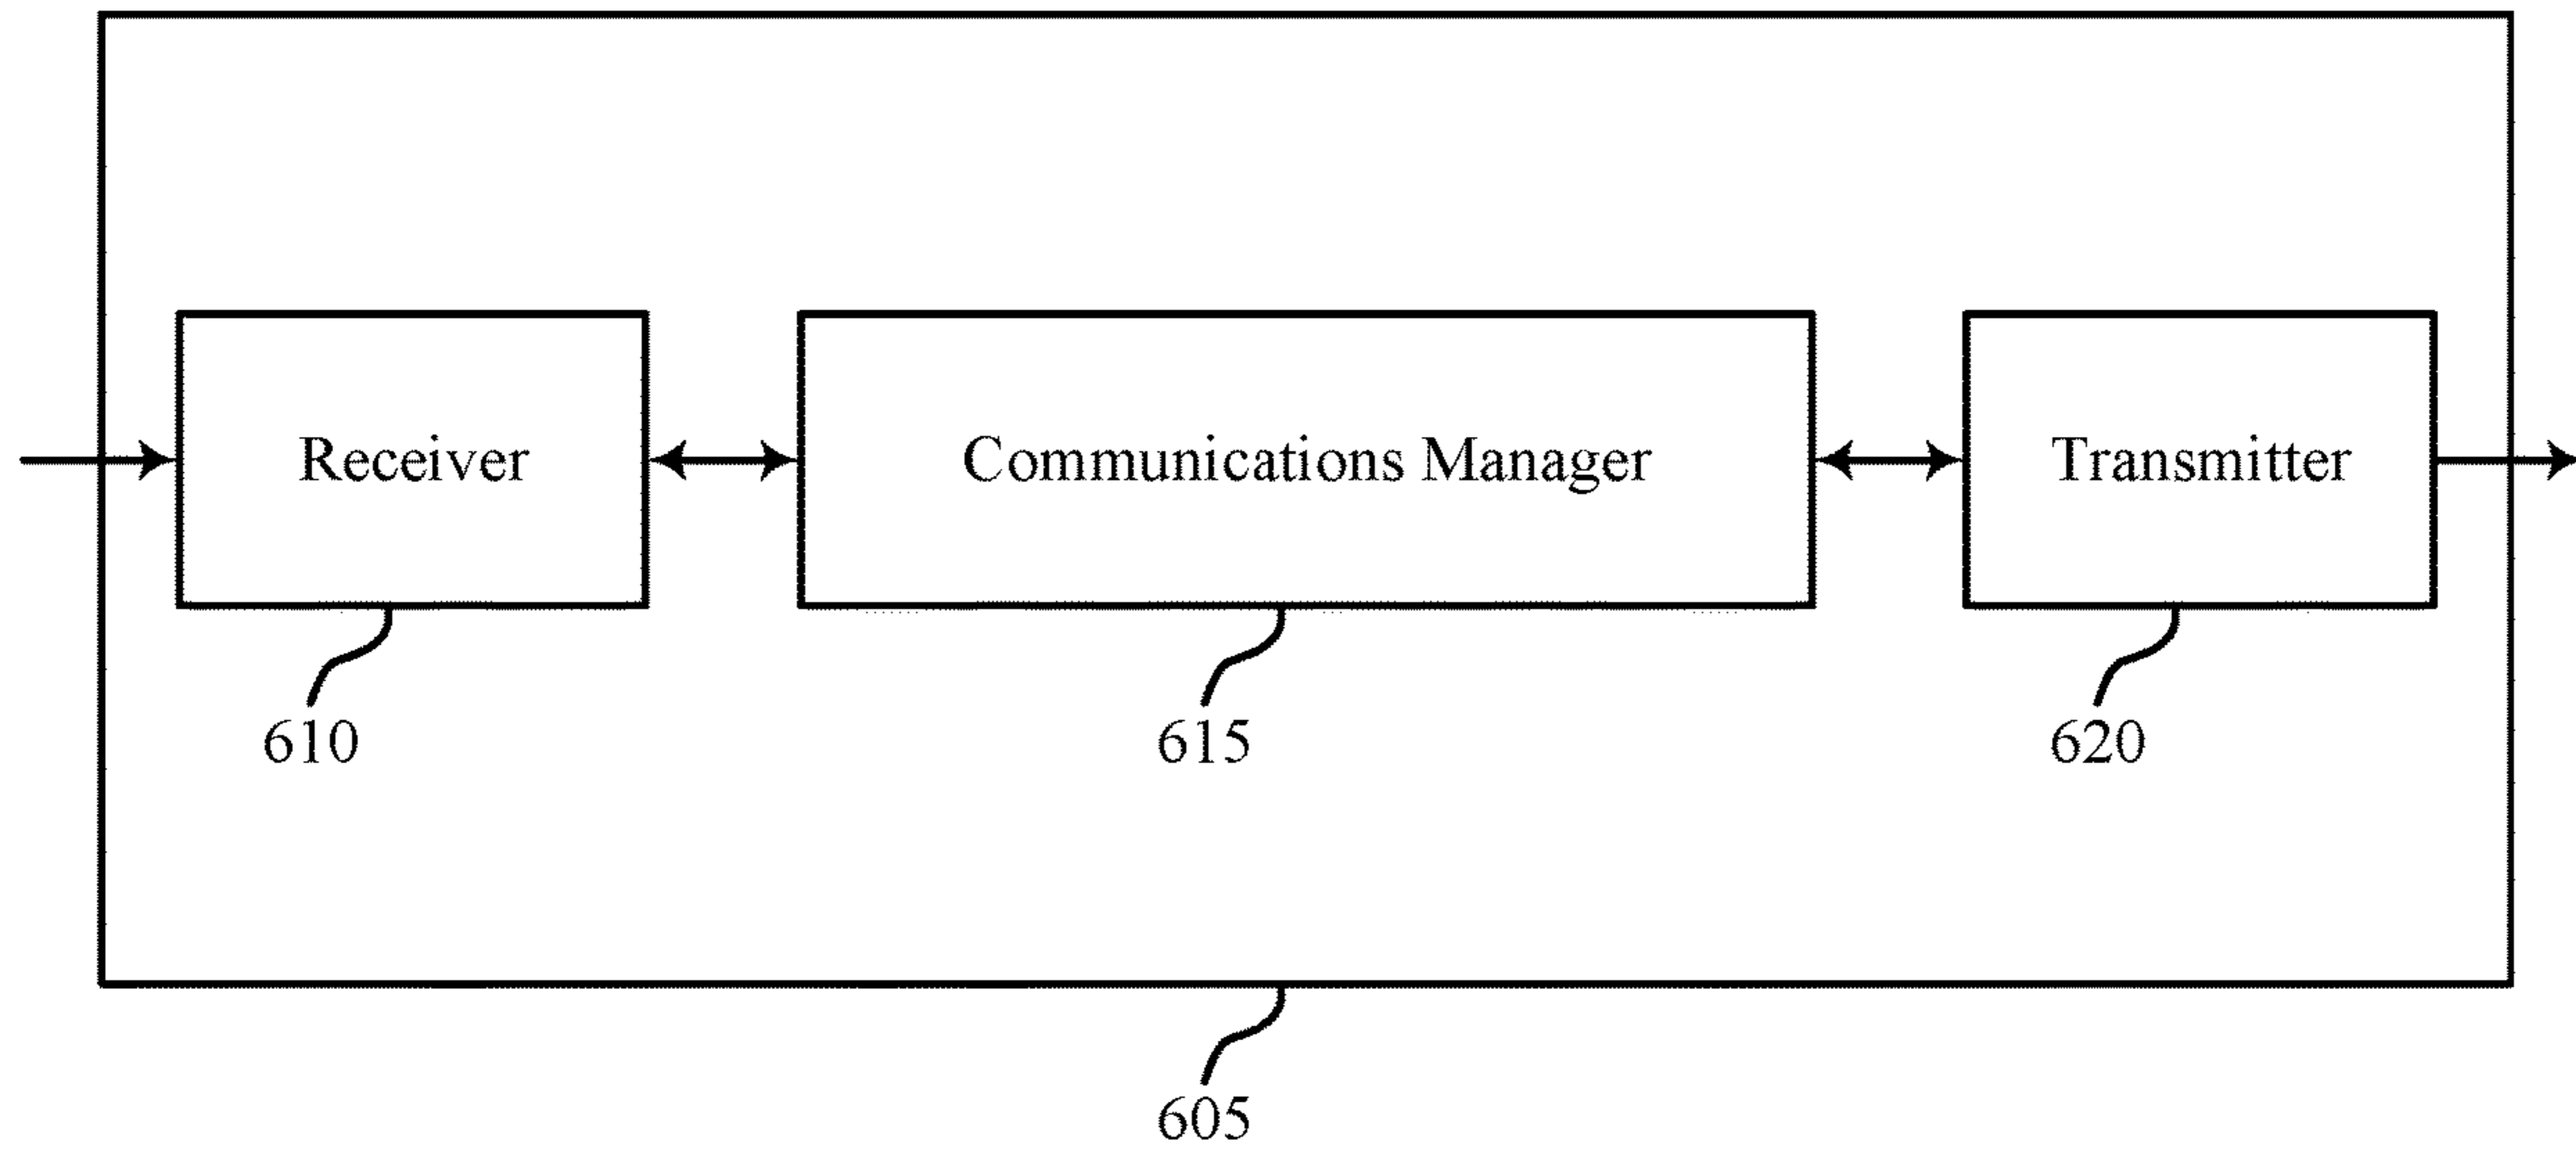 Receiver
Communications Manager
Transmitter
610
615
620
605